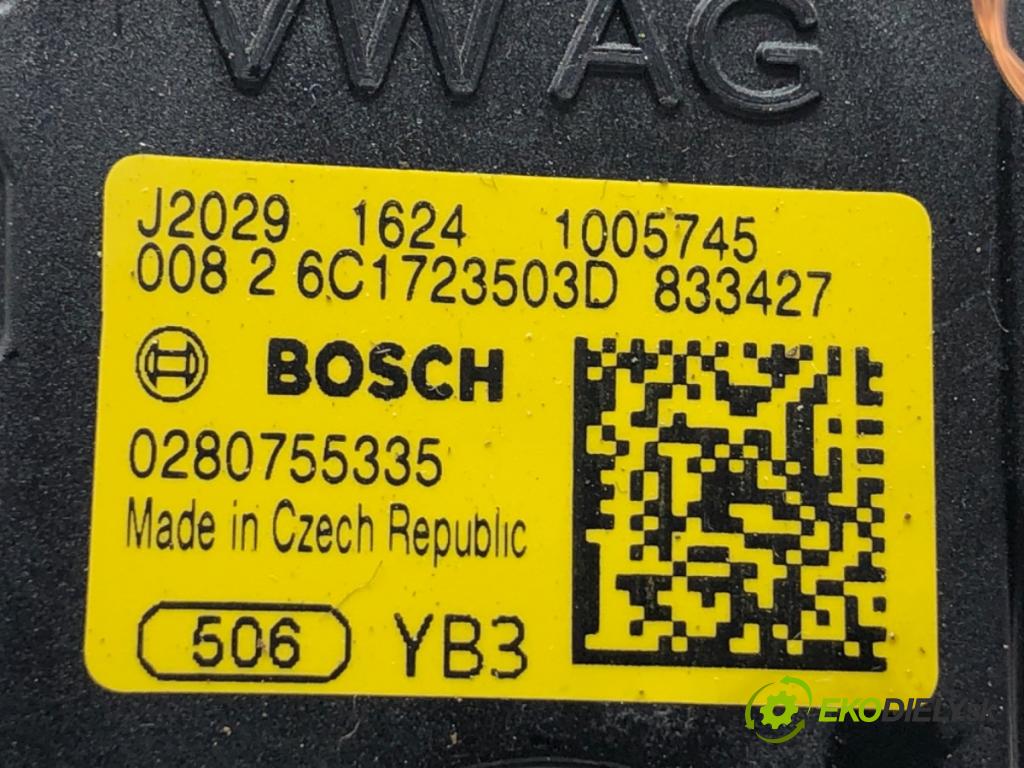 VW AG
J2029 1624 1005745
008 2 6C1723503D 833427
BOSCH
0280755335
Made in Czech Republic
506 YB3
EKODIELY.sk